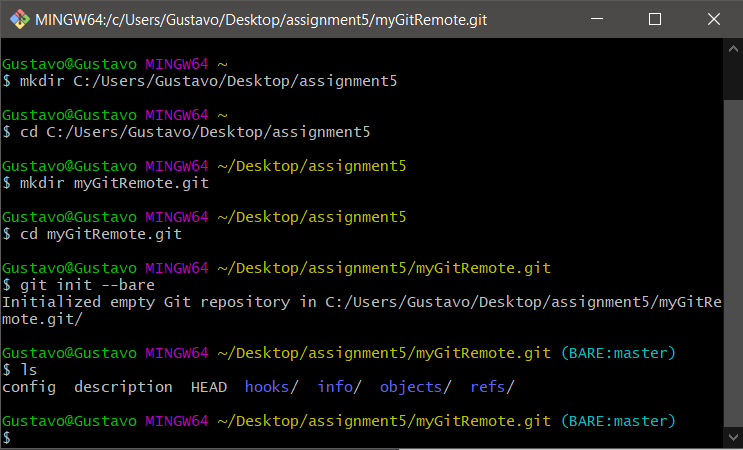 MINGW64:/c/Users/Gustavo/Desktop/assignment5/myGitRemote.git
Gustavo@Gustavo MINGW64 ~
$ mkdir C:/Users/Gustavo/Desktop/assignment5
Gustavo@Gustavo MINGW64 ~
$ cd C:/Users/Gustavo/Desktop/assignment5
Gustavo@Gustavo MINGW64 ~/Desktop/assignment5
$ mkdir myGitRemote.git
Gustavo@Gustavo MINGW64 ~/Desktop/assignment5
$ cd myGitRemote.git
Gustavo@Gustavo MINGW64 ~/Desktop/assignment5/myGitRemote.git
$ git init --bare
Initialized empty Git repository in C:/Users/Gustavo/Desktop/assignment5/myGitRe
mote.git/
Gustavo@Gustavo MINGW64 ~/Desktop/assignment5/myGitRemote.git (BARE:master)
$ ls
config  description  HEAD  hooks/  info/  objects/  refs/
Gustavo@Gustavo MINGW64 ~/Desktop/assignment5/myGitRemote.git (BARE:master)
$